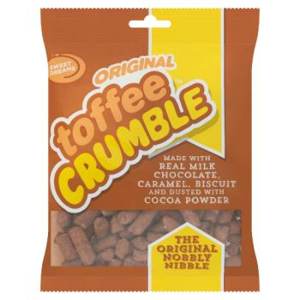 SWEET DREAMS
ORIGINAL
toffee
CRUMBLE
MADE WITH
REAL MILK
CHOCOLATE,
CARAMEL, BISCUIT
AND DUSTED WITH
COCOA POWDER
THE
ORIGINAL
NOBBLY
NIBBLE